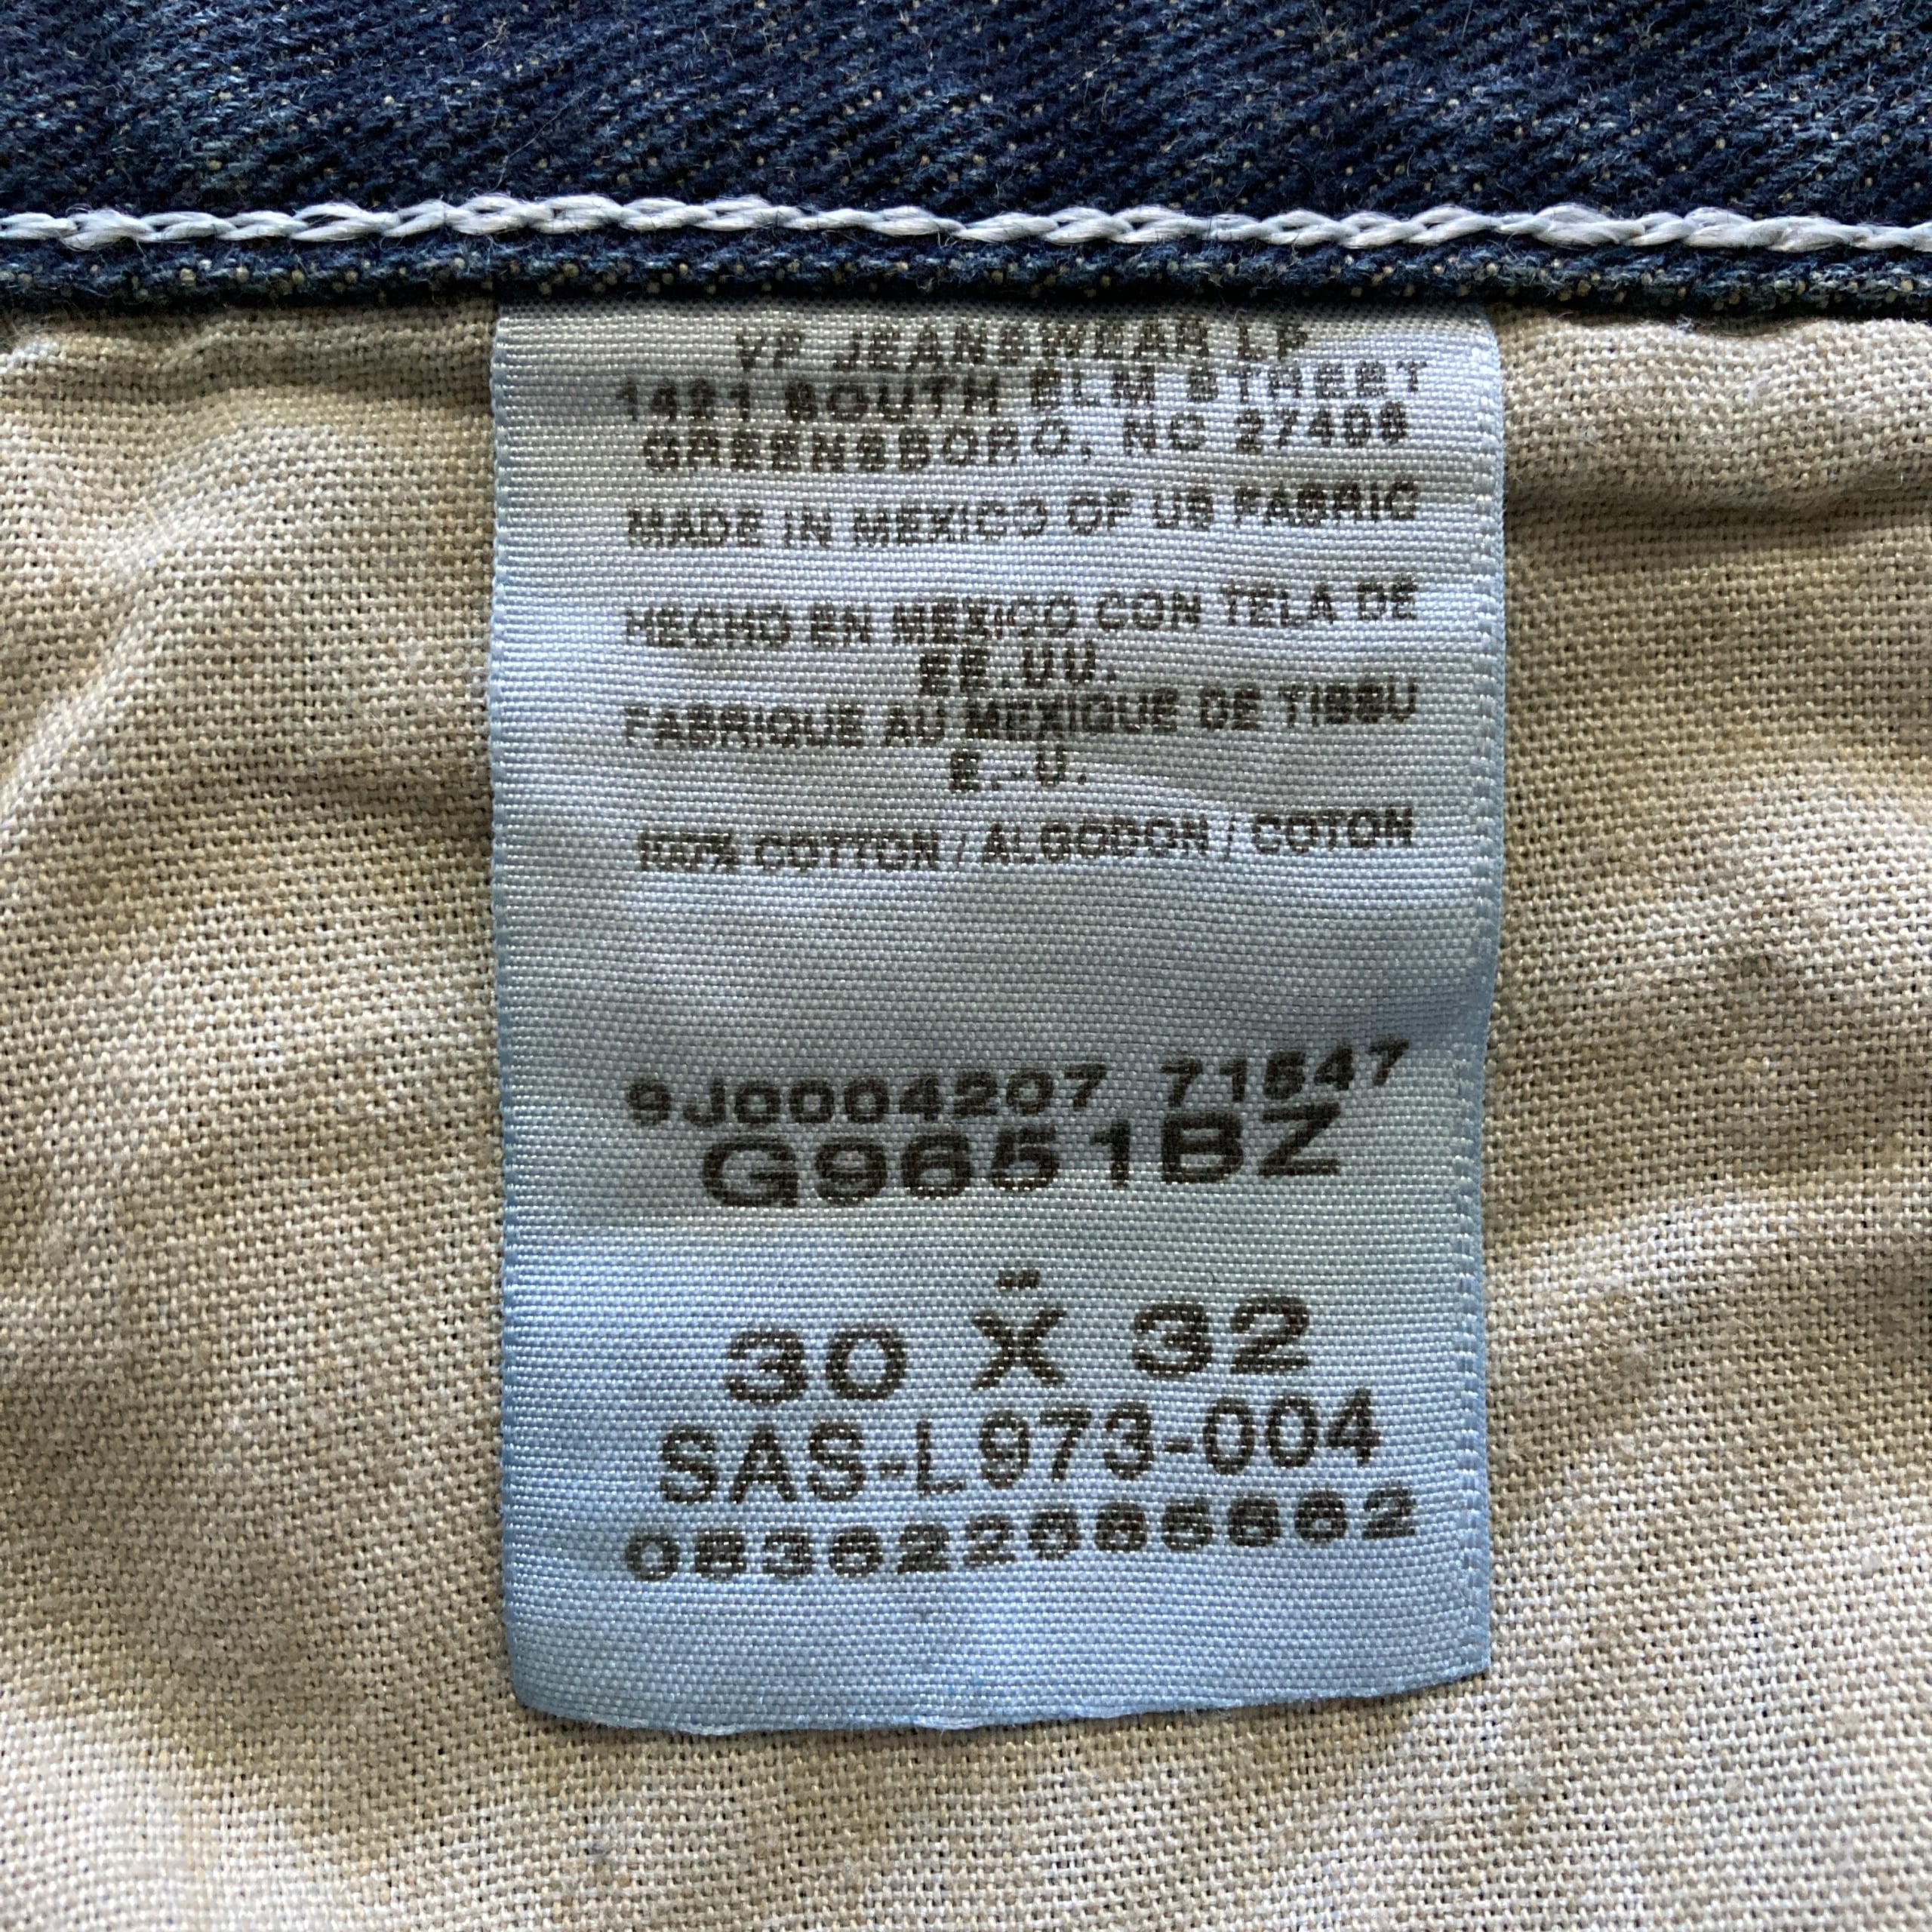 VF JEANSWEAR LP
1421 SOUTH ELM STREET
GREENSBORO, NC 27406
MADE IN MEXICO OF US FABRIC
HECHO EN MEXICO CON TELA DE
EE.UU.
FABRIQUE AU MEXIQUE DE TISSU
E.-U.
100% COTTON / ALGODON / COTON
9J0004207 71547
G9651BZ
30 X 32
SAS-L973-004